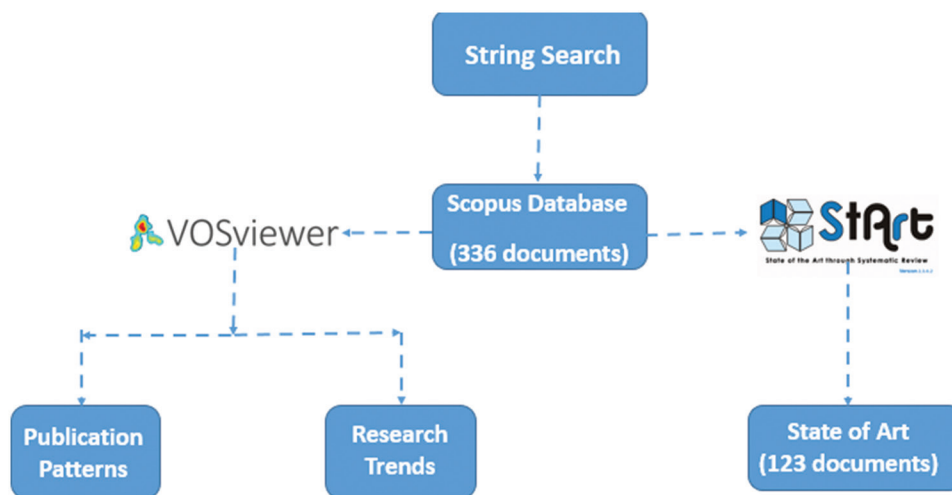 String Search
Scopus Database
(336 documents)
VOSviewer
StArt
State of the Art through Systematic Review
Publication
Patterns
Research
Trends
State of Art
(123 documents)